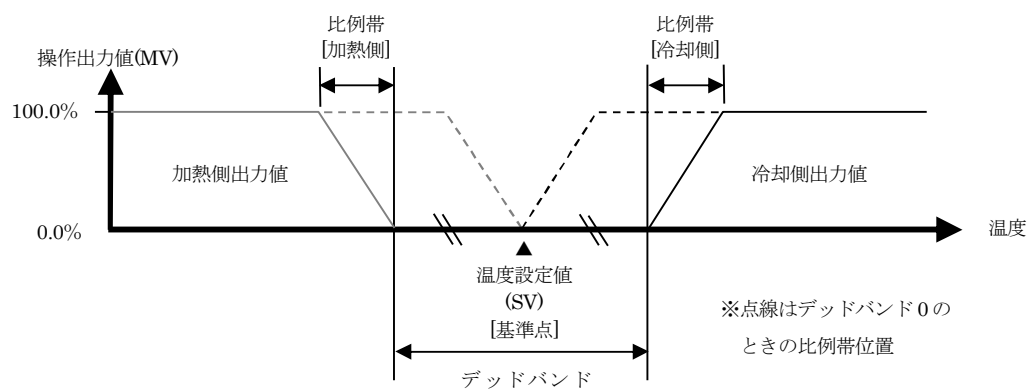 比例帯
[加熱側]
比例帯
[冷却側]
操作出力値(MV)
100.0%
加熱側出力値
冷却側出力値
0.0%
温度
温度設定値
(SV)
[基準点]
※点線はデッドバンド 0 の
ときの比例帯位置
デッドバンド